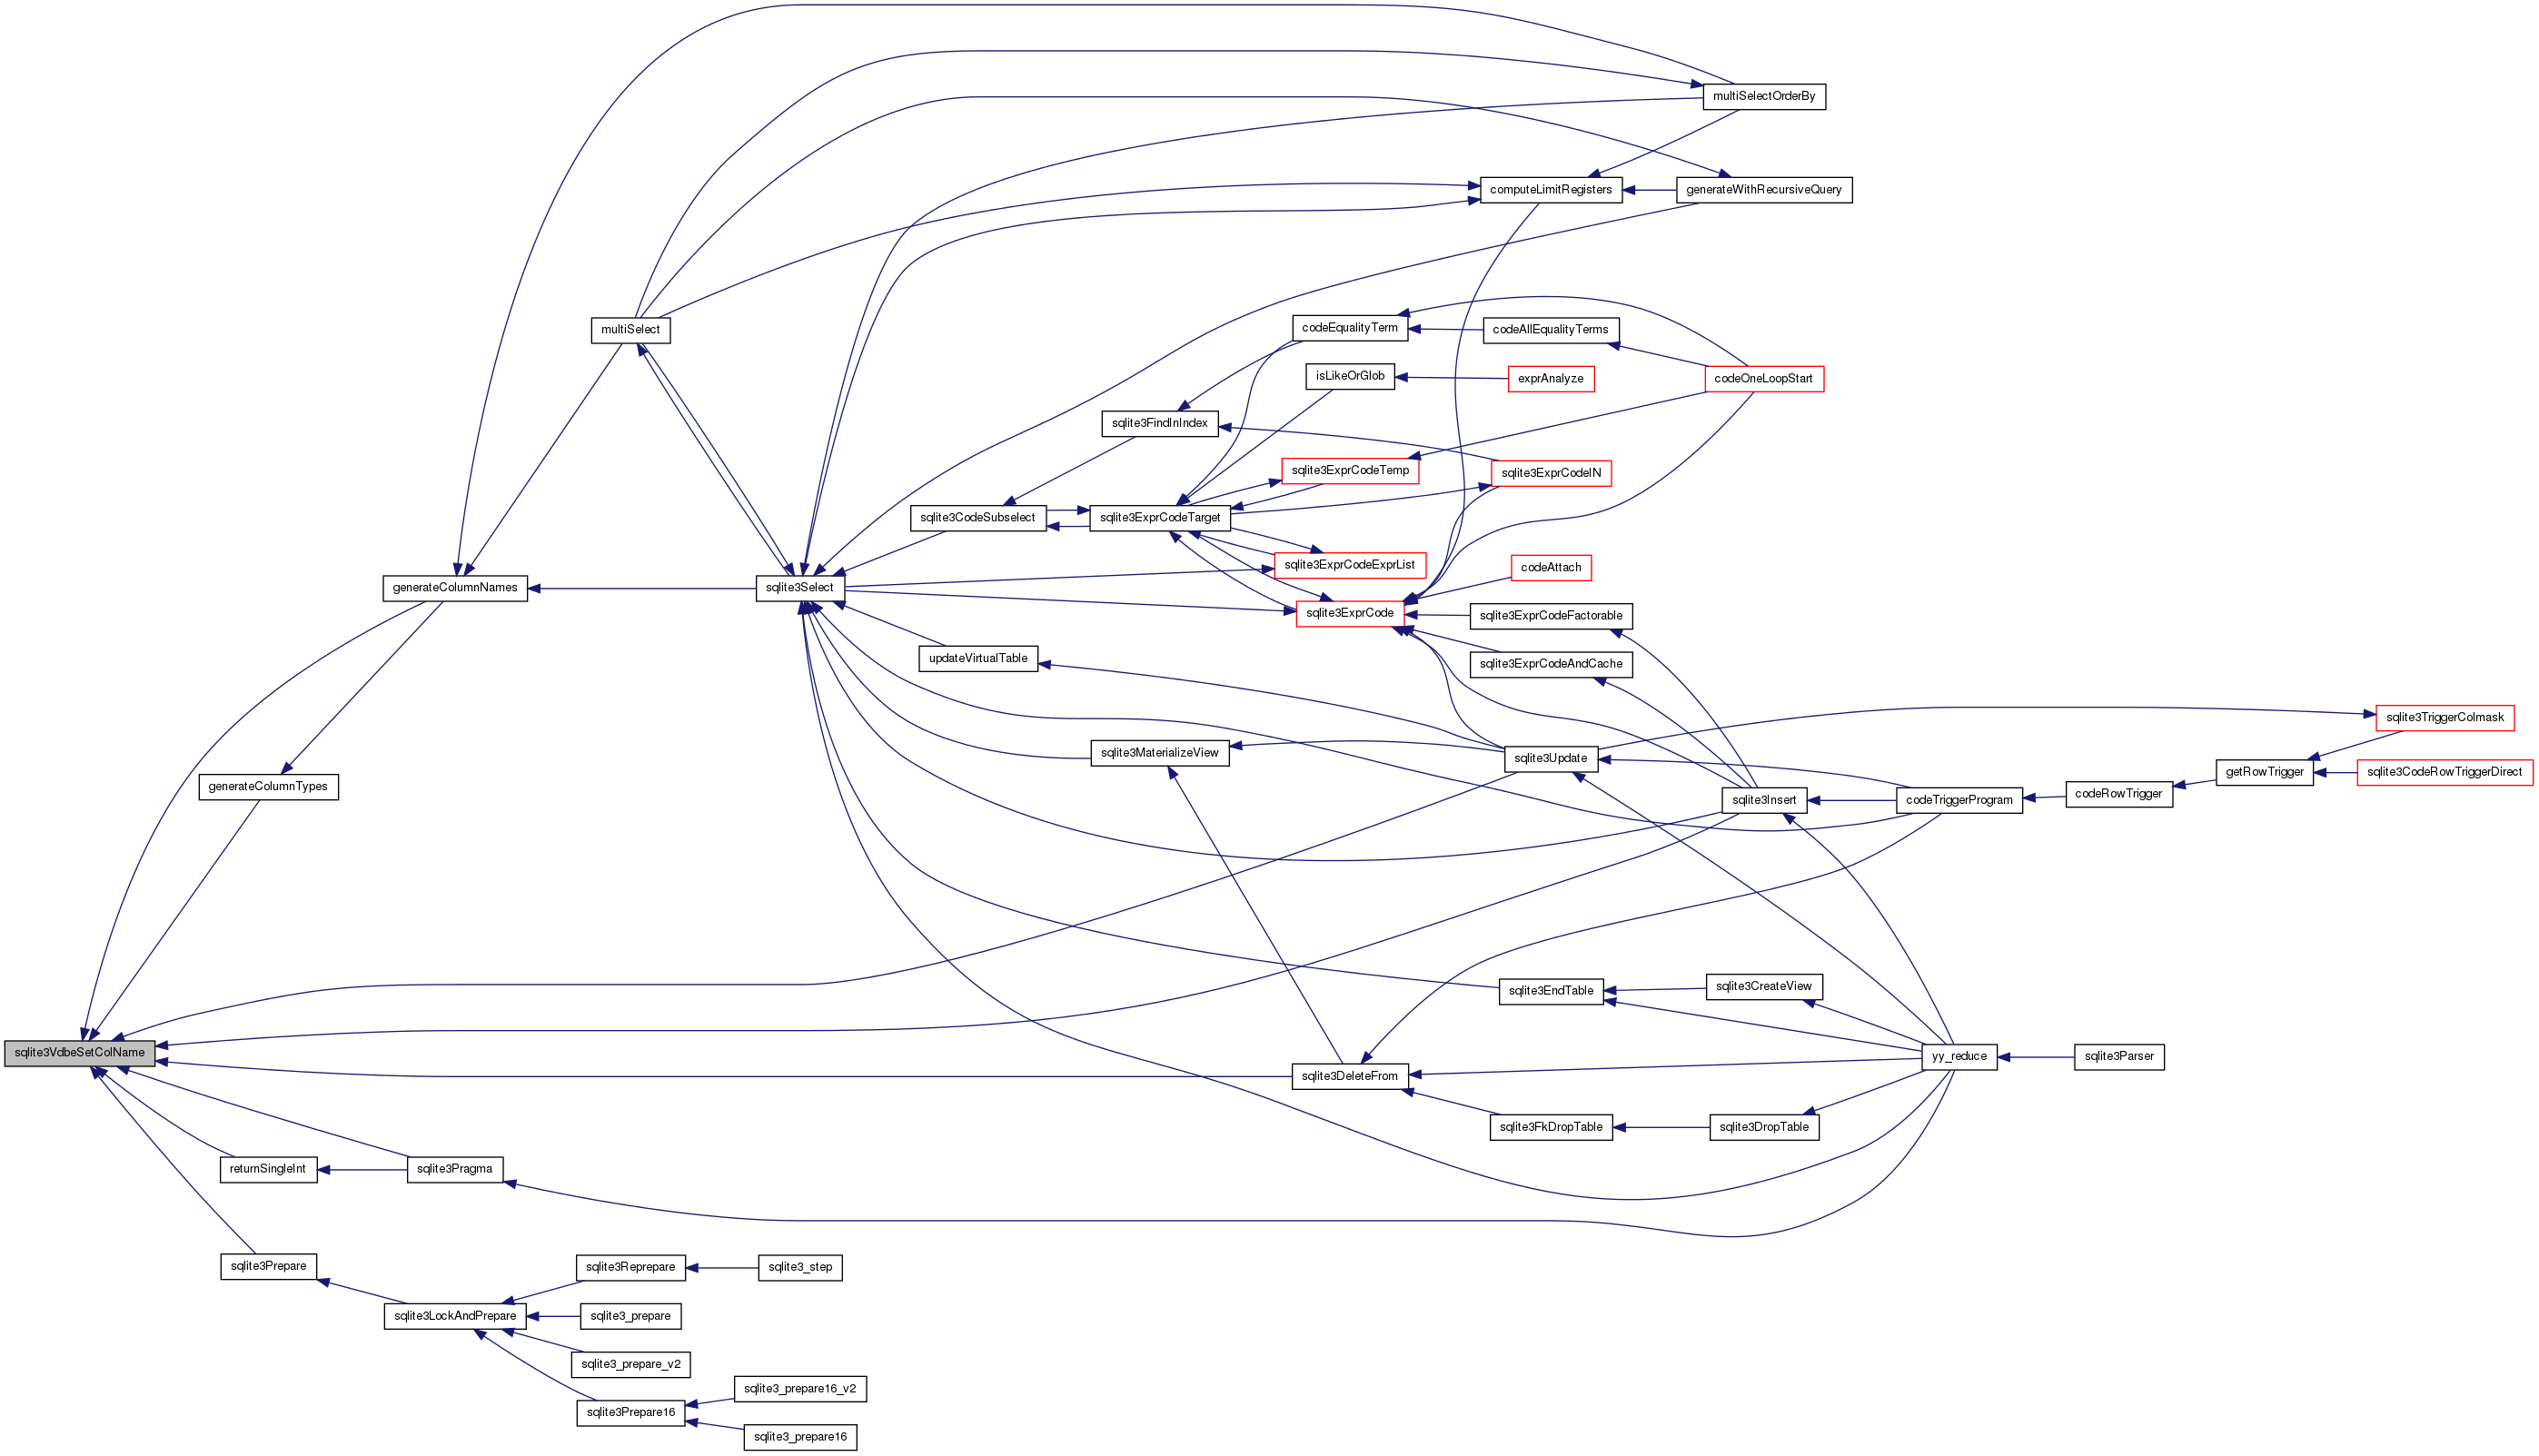 multiSelectOrderBy
computeLimitRegisters
generateWithRecursiveQuery
multiSelect
codeEqualityTerm
codeAllEqualityTerms
isLikeOrGlob
exprAnalyze
codeOneLoopStart
sqlite3FindInIndex
sqlite3ExprCodeTemp
sqlite3ExprCodeIN
sqlite3CodeSubselect
sqlite3ExprCodeTarget
sqlite3ExprCodeExprList
codeAttach
generateColumnNames
sqlite3Select
sqlite3ExprCode
sqlite3ExprCodeFactorable
updateVirtualTable
sqlite3ExprCodeAndCache
sqlite3TriggerColmask
sqlite3MaterializeView
sqlite3Update
getRowTrigger
sqlite3CodeRowTriggerDirect
generateColumnTypes
sqlite3Insert
codeTriggerProgram
codeRowTrigger
sqlite3EndTable
sqlite3CreateView
sqlite3VdbeSetColName
yy_reduce
sqlite3Parser
sqlite3DeleteFrom
sqlite3FkDropTable
sqlite3DropTable
returnSingleInt
sqlite3Pragma
sqlite3Prepare
sqlite3Reprepare
sqlite3_step
sqlite3LockAndPrepare
sqlite3_prepare
sqlite3_prepare_v2
sqlite3_prepare16_v2
sqlite3Prepare16
sqlite3_prepare16